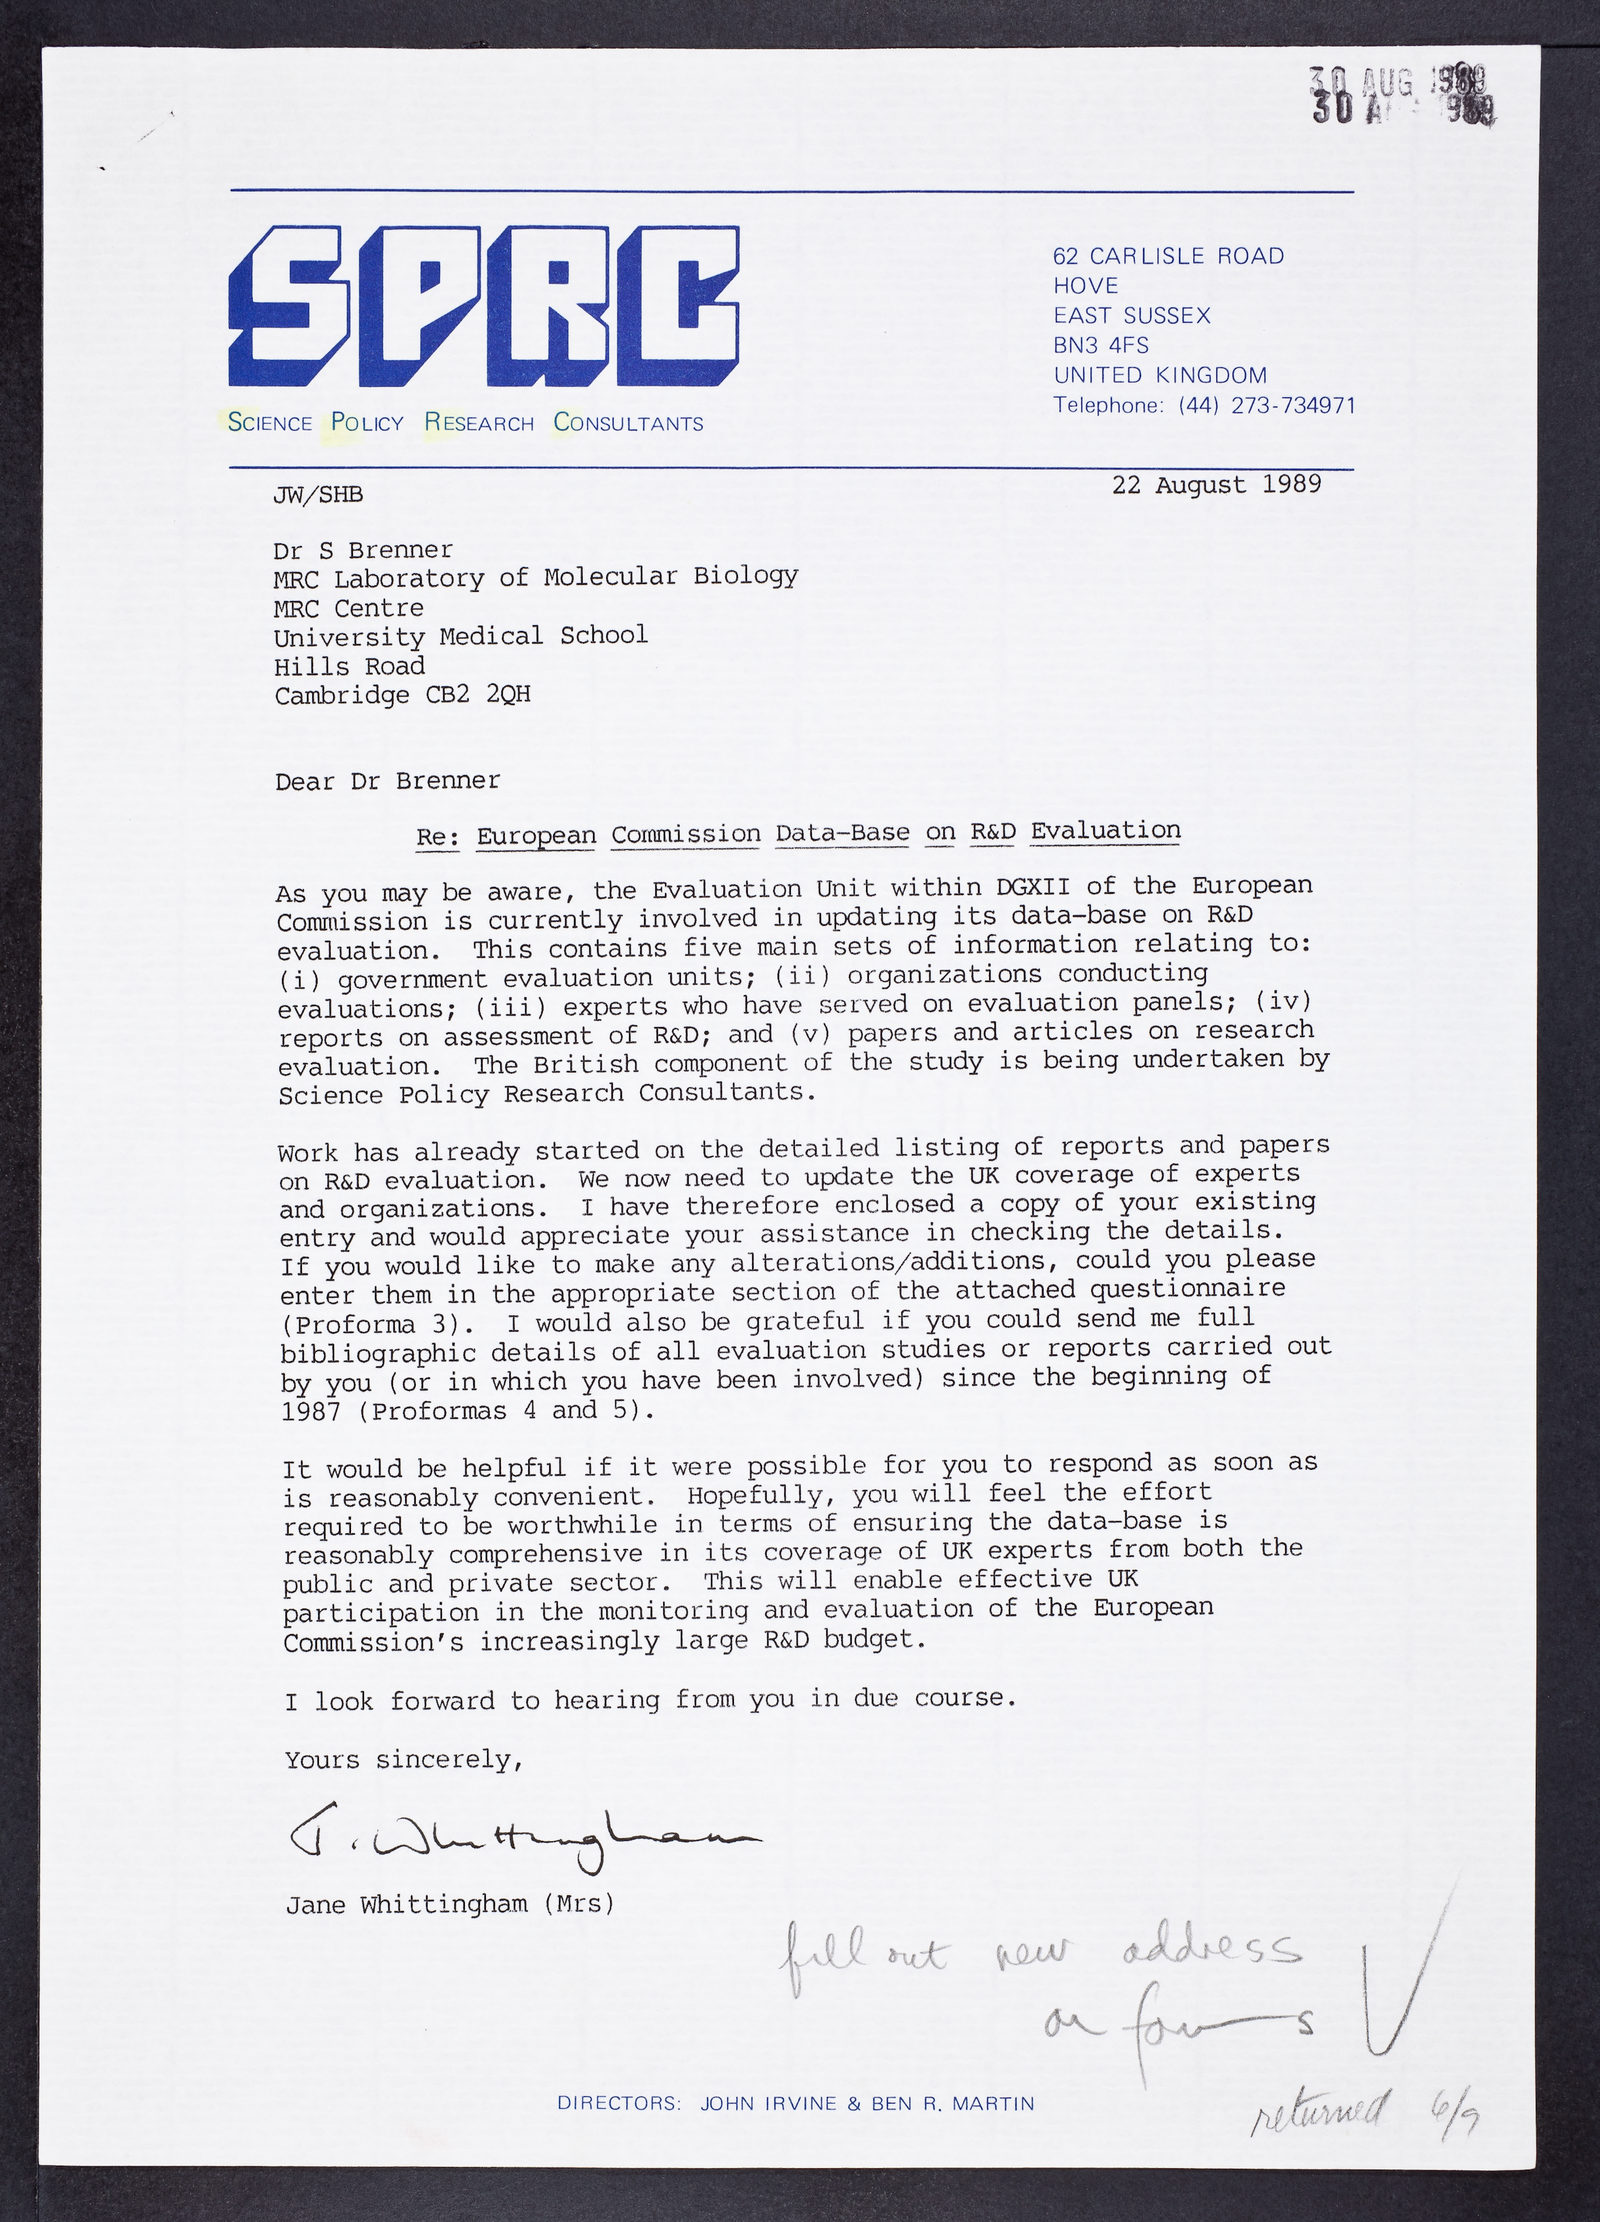 30 AUG 1989
30 A 1989
SPRC
SCIENCE POLICY RESEARCH CONSULTANTS
62 CARLISLE ROAD
HOVE
EAST SUSSEX
BN3 4FS
UNITED KINGDOM
Telephone: (44) 273-734971
JW/SHB
22 August 1989
Dr S Brenner
MRC Laboratory of Molecular Biology
MRC Centre
University Medical School
Hills Road
Cambridge CB2 2QH
Dear Dr Brenner
Re: European Commission Data-Base on R&D Evaluation
As you may be aware, the Evaluation Unit within DGXII of the European
Commission is currently involved in updating its data-base on R&D
evaluation. This contains five main sets of information relating to:
(i) government evaluation units; (ii) organizations conducting
evaluations; (iii) experts who have served on evaluation panels; (iv)
reports on assessment of R&D; and (v) papers and articles on research
evaluation. The British component of the study is being undertaken by
Science Policy Research Consultants.
Work has already started on the detailed listing of reports and papers
on R&D evaluation. We now need to update the UK coverage of experts
and organizations. I have therefore enclosed a copy of your existing
entry and would appreciate your assistance in checking the details.
If you would like to make any alterations/additions, could you please
enter them in the appropriate section of the attached questionnaire
(Proforma 3). I would also be grateful if you could send me full
bibliographic details of all evaluation studies or reports carried out
by you (or in which you have been involved) since the beginning of
1987 (Proformas 4 and 5).
It would be helpful if it were possible for you to respond as soon as
is reasonably convenient. Hopefully, you will feel the effort
required to be worthwhile in terms of ensuring the data-base is
reasonably comprehensive in its coverage of UK experts from both the
public and private sector. This will enable effective UK
participation in the monitoring and evaluation of the European
Commission's increasingly large R&D budget.
I look forward to hearing from you in due course.
Yours sincerely,
J. Whittingham
Jane Whittingham (Mrs)
fill out new address
on forms
DIRECTORS: JOHN IRVINE & BEN R. MARTIN
returned 6/9